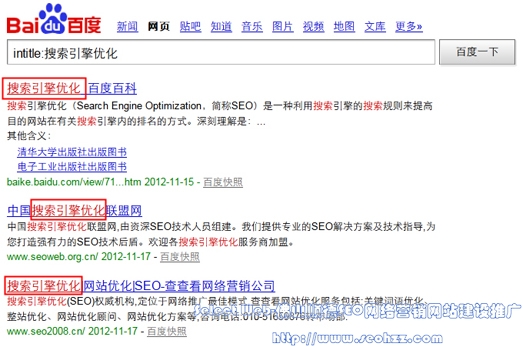 Baidu百度
新闻 网页 贴吧 知道 音乐 图片 视频 地图 文库 更多»
intitle:搜索引擎优化 百度一下
搜索引擎优化_百度百科
搜索引擎优化（Search Engine Optimization，简称SEO）是一种利用搜索引擎的搜索规则来提高
目的网站在有关搜索引擎内的排名的方式。深刻理解是：...
其他含义：
清华大学出版社出版图书
电子工业出版社出版图书
baike.baidu.com/view/71...htm 2012-11-15 - 百度快照
中国搜索引擎优化联盟网
中国搜索引擎优化联盟网,由资深SEO技术人员组建。我们提供专业的SEO解决方案及技术指导,为
您打造强有力的SEO技术后盾。欢迎各搜索引擎优化服务商加盟。
www.seoweb.org.cn/ 2012-11-17 - 百度快照
搜索引擎优化|网站优化|SEO-查查看网络营销公司
搜索引擎优化(SEO)权威机构,定位于网络推广最佳模式,查查看网站优化服务包括:关键词优化、
整站优化、网站优化顾问、网站优化方案等,咨询电话:010-51656676转市场部.
SEO网络营销网站建设推广
www.seo2008.cn/ 2012-11-17 - 百度快照
http://www.seohzz.com